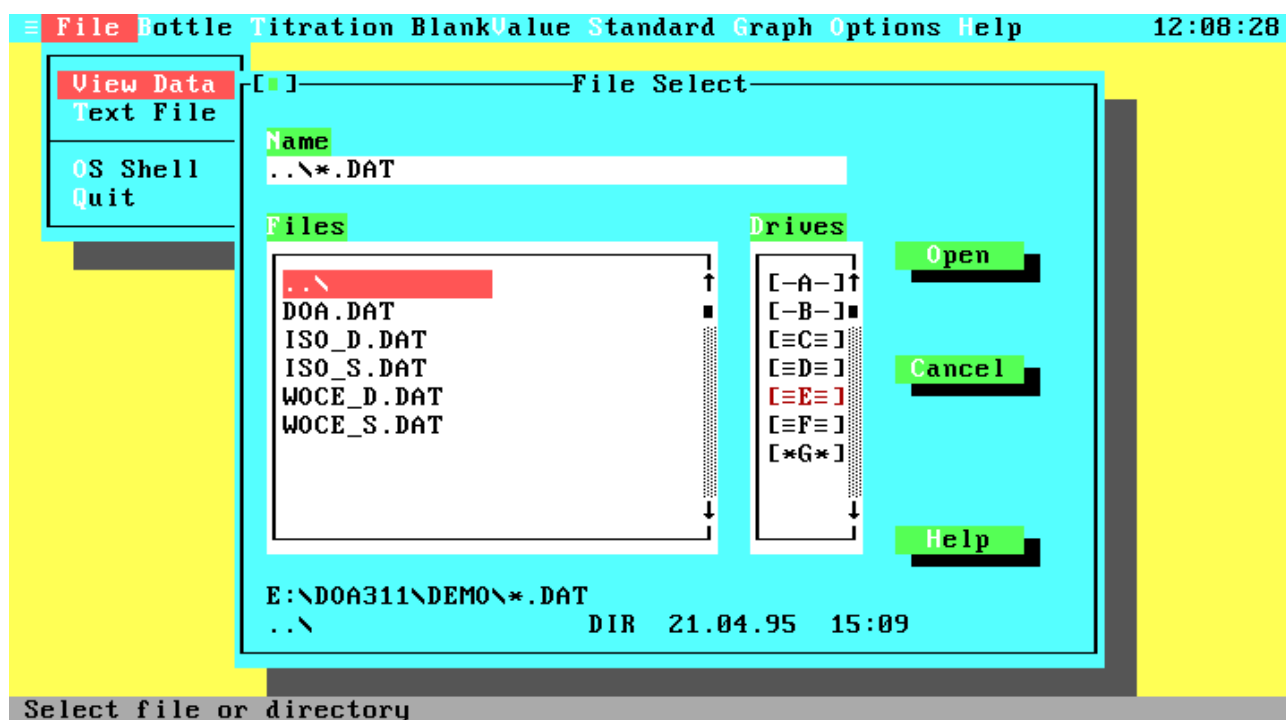 ≡ File Bottle Titration BlankValue Standard Graph Options Help 12:08:28
View Data
Text File
OS Shell
Quit
[■] File Select
Name
..\*.DAT
Files
..\
DOA.DAT
ISO_D.DAT
ISO_S.DAT
WOCE_D.DAT
WOCE_S.DAT
Drives
[-A-]
[-B-]
[≡C≡]
[≡D≡]
[≡E≡]
[≡F≡]
[*G*]
Open
Cancel
Help
E:\DOA311\DEMO\*.DAT
..\ DIR 21.04.95 15:09
Select file or directory